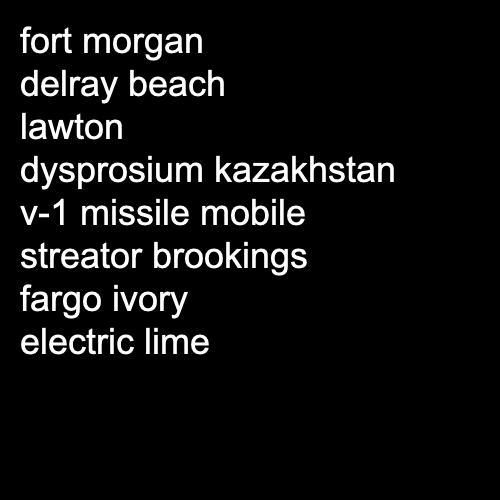 fort morgan
delray beach
lawton
dysprosium kazakhstan
v-1 missile mobile
streator brookings
fargo ivory
electric lime